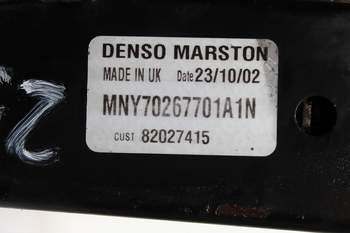 DENSO MARSTON
MADE IN UK Date 23/10/02
MNY70267701A1N
CUST 82027415